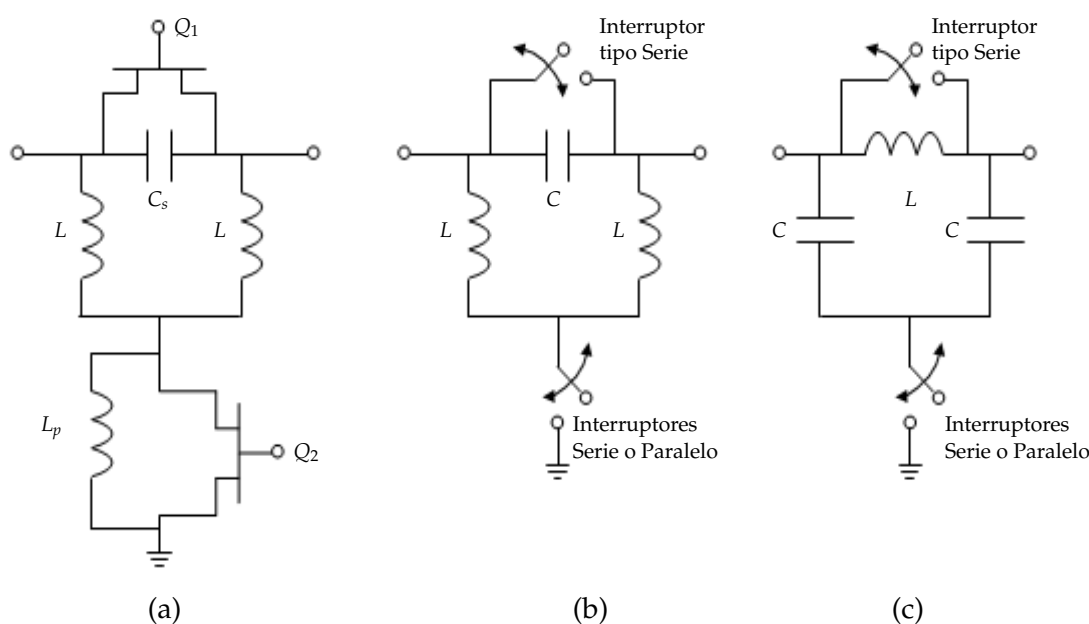 Q1
Cs
L
L
Lp
Q2
(a)
Interruptor
tipo Serie
C
L
L
Interruptores
Serie o Paralelo
(b)
Interruptor
tipo Serie
L
C
C
Interruptores
Serie o Paralelo
(c)